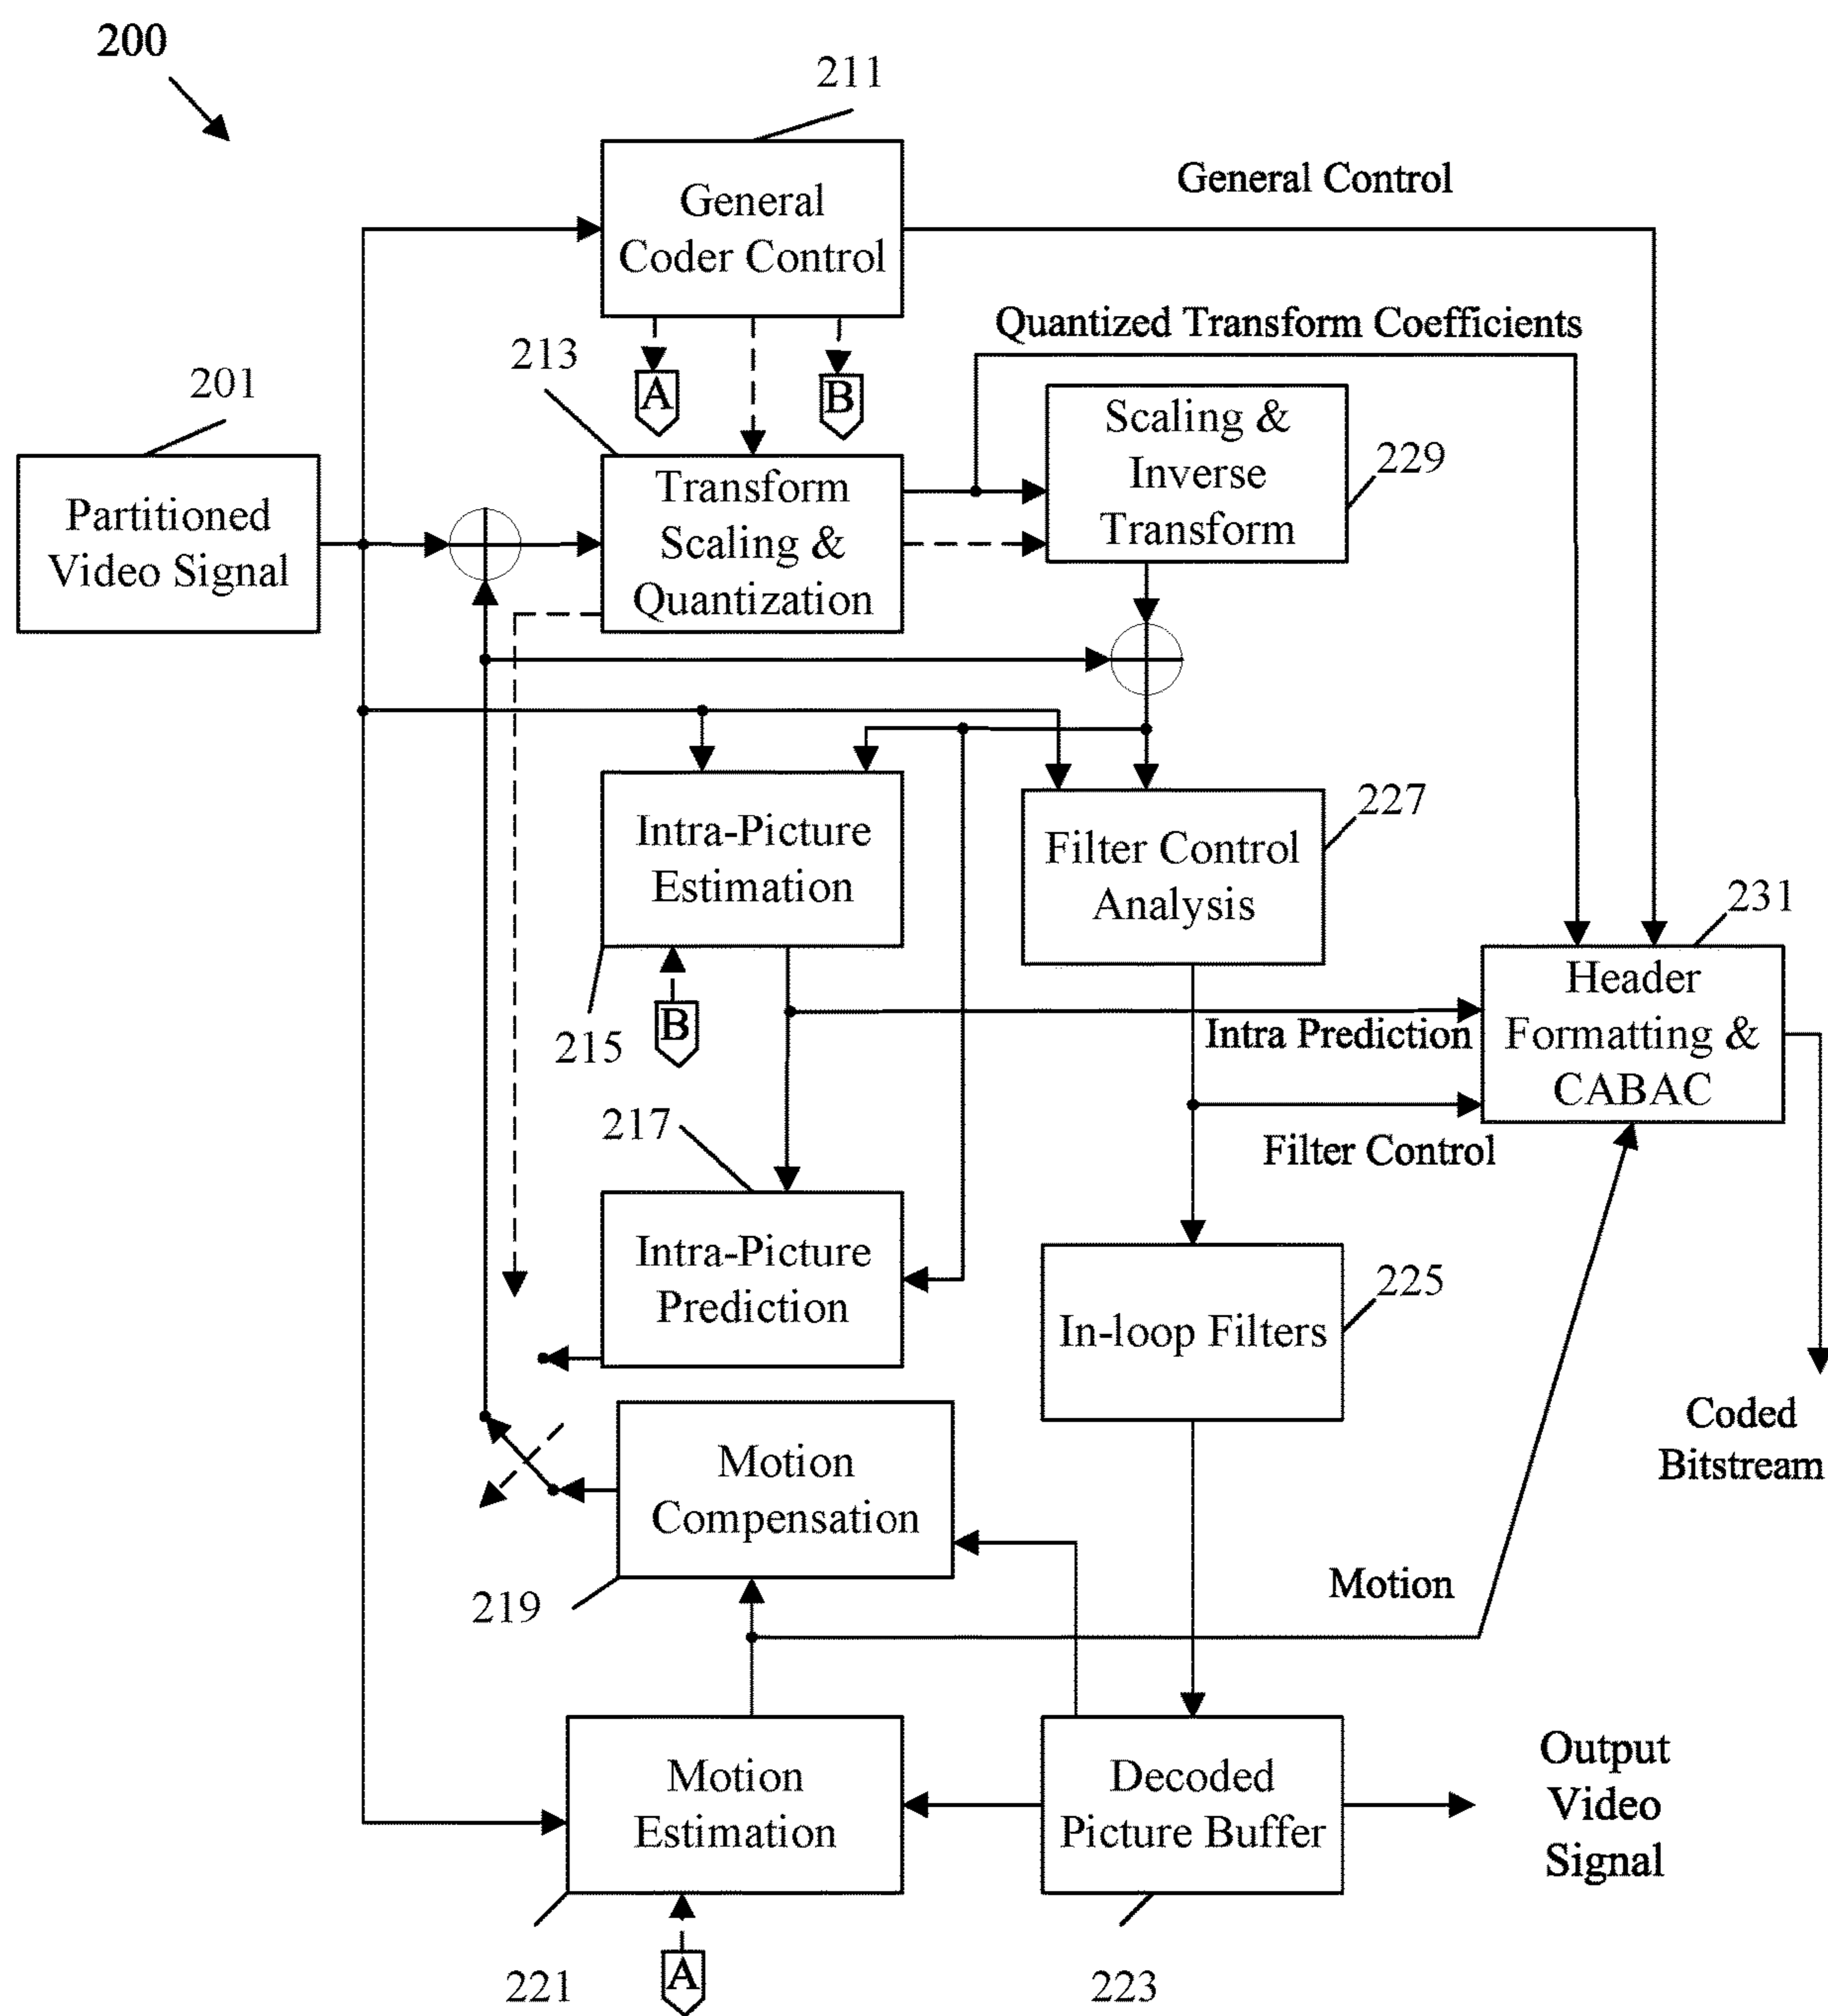 200
211
General
Coder Control
General Control
Quantized Transform Coefficients
213
A
B
201
Partitioned
Video Signal
Transform
Scaling &
Quantization
Scaling &
Inverse
Transform
229
Intra-Picture
Estimation
215
B
227
Filter Control
Analysis
231
Header
Formatting &
CABAC
Intra Prediction
Filter Control
217
Intra-Picture
Prediction
225
In-loop Filters
Coded
Bitstream
Motion
Compensation
219
Motion
Motion
Estimation
221
A
Decoded
Picture Buffer
223
Output
Video
Signal